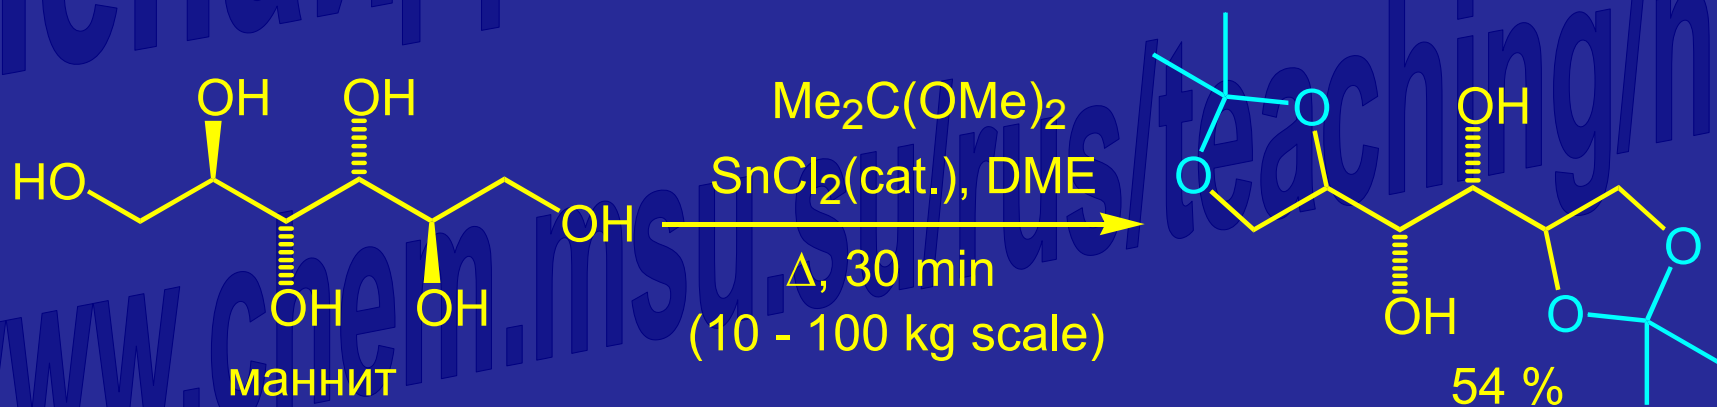 OH OH
HO
OH
OH OH
маннит
Me₂C(OMe)₂
SnCl₂(cat.), DME
Δ, 30 min
(10 - 100 kg scale)
O OH
O
O
OH O
54 %
www.chem.msu.su/rus/teaching/